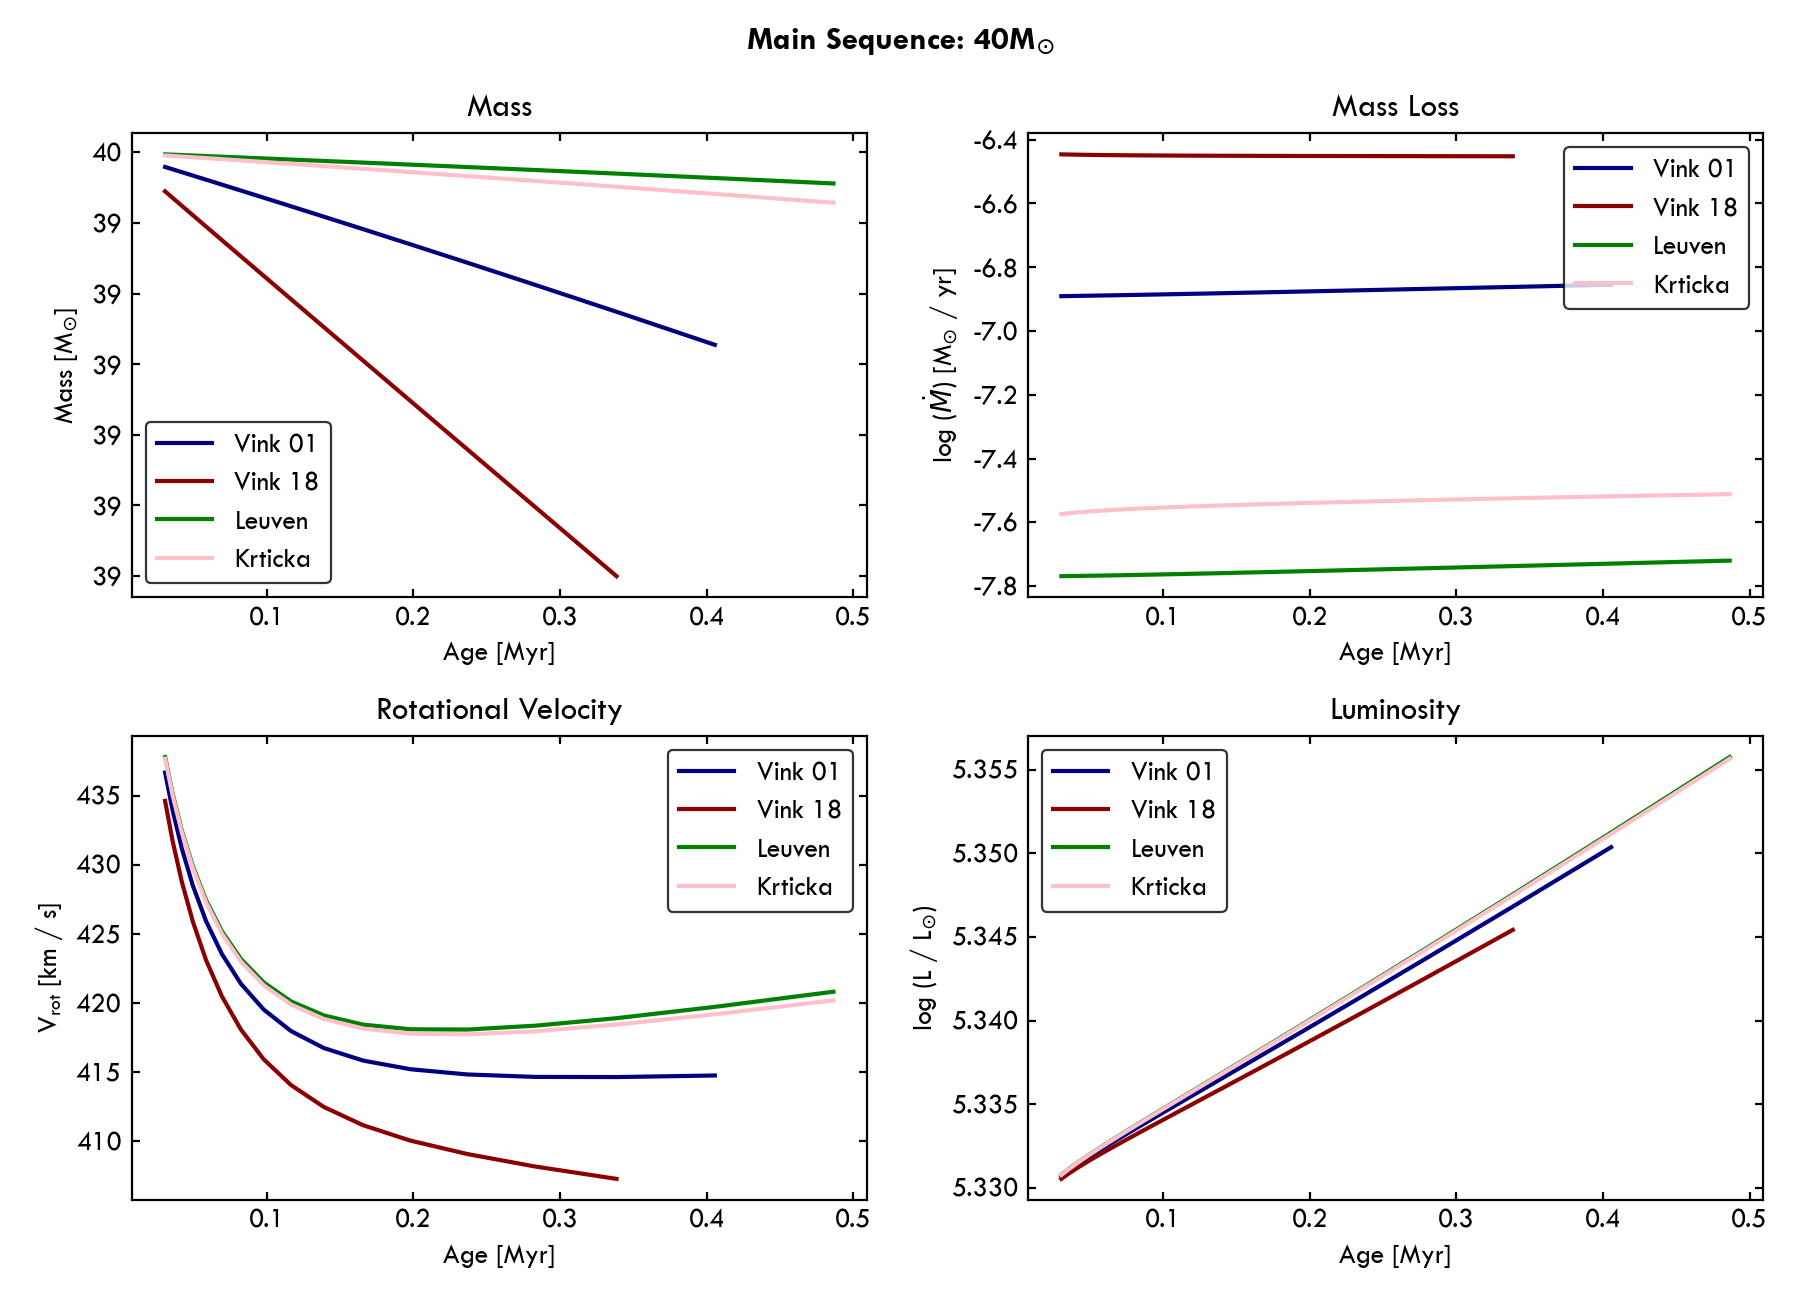 Main Sequence: 40M☉
Mass
40
39
39
39
39
39
39
Mass [M☉]
Vink 01
Vink 18
Leuven
Krticka
0.1
0.2
0.3
0.4
0.5
Age [Myr]
Mass Loss
-6.4
-6.6
-6.8
-7.0
-7.2
-7.4
-7.6
-7.8
log (Ṁ) [M☉ / yr]
Vink 01
Vink 18
Leuven
Krticka
0.1
0.2
0.3
0.4
0.5
Age [Myr]
Rotational Velocity
435
430
425
420
415
410
Vrot [km / s]
Vink 01
Vink 18
Leuven
Krticka
0.1
0.2
0.3
0.4
0.5
Age [Myr]
Luminosity
5.355
5.350
5.345
5.340
5.335
5.330
log (L / L☉)
Vink 01
Vink 18
Leuven
Krticka
0.1
0.2
0.3
0.4
0.5
Age [Myr]